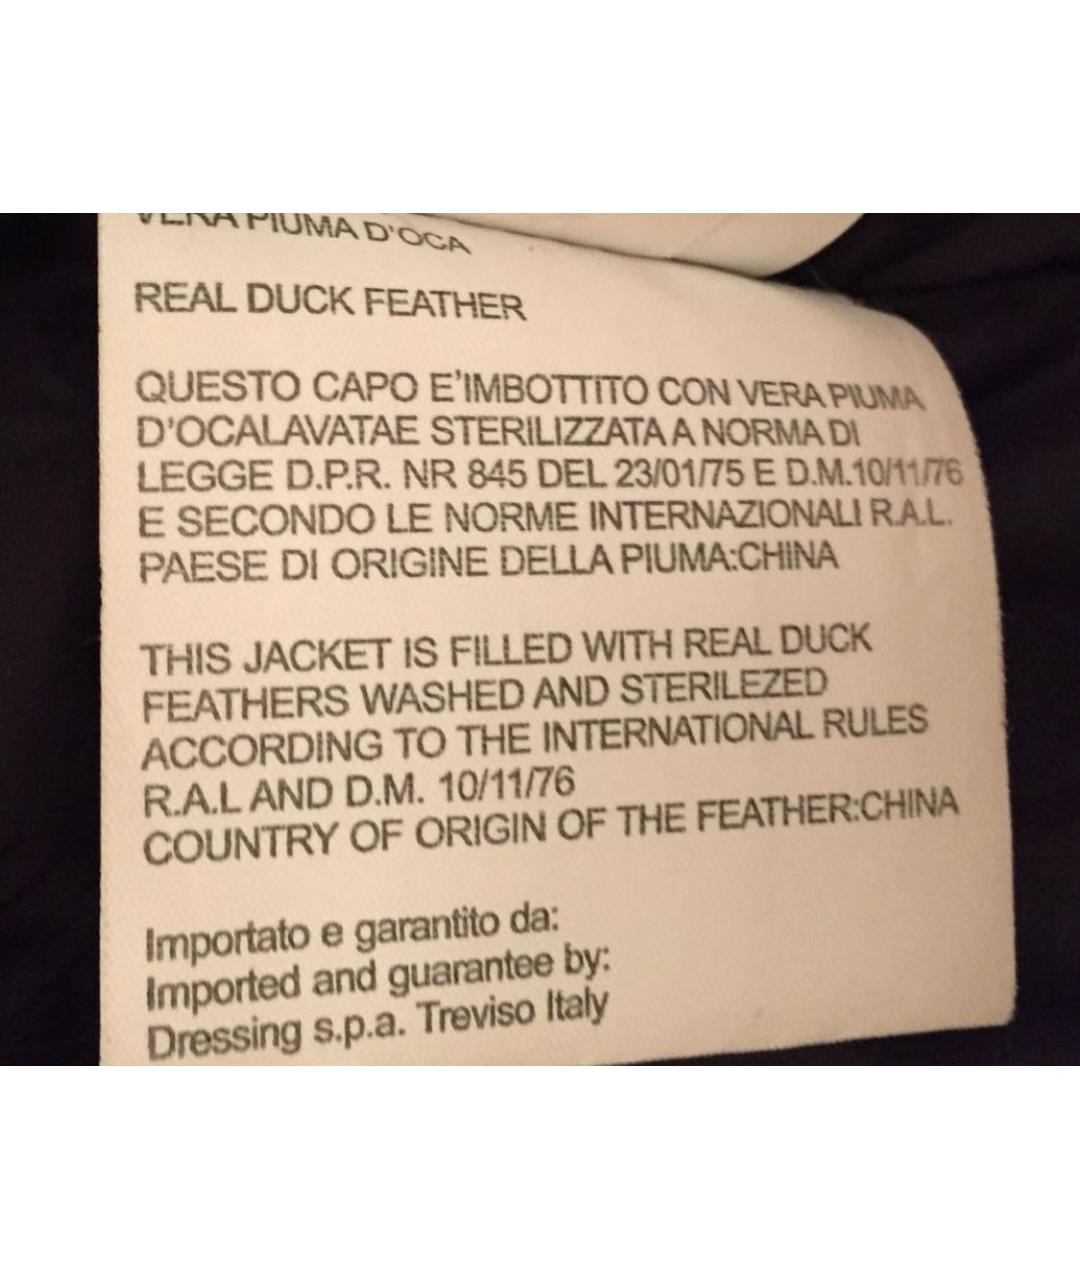 VERA PIUMA D'OCA
REAL DUCK FEATHER
QUESTO CAPO E'IMBOTTITO CON VERA PIUMA
D'OCALAVATAE STERILIZZATA A NORMA DI
LEGGE D.P.R. NR 845 DEL 23/01/75 E D.M.10/11/76
E SECONDO LE NORME INTERNAZIONALI R.A.L.
PAESE DI ORIGINE DELLA PIUMA:CHINA
THIS JACKET IS FILLED WITH REAL DUCK
FEATHERS WASHED AND STERILEZED
ACCORDING TO THE INTERNATIONAL RULES
R.A.L AND D.M. 10/11/76
COUNTRY OF ORIGIN OF THE FEATHER:CHINA
Importato e garantito da:
Imported and guarantee by:
Dressing s.p.a. Treviso Italy